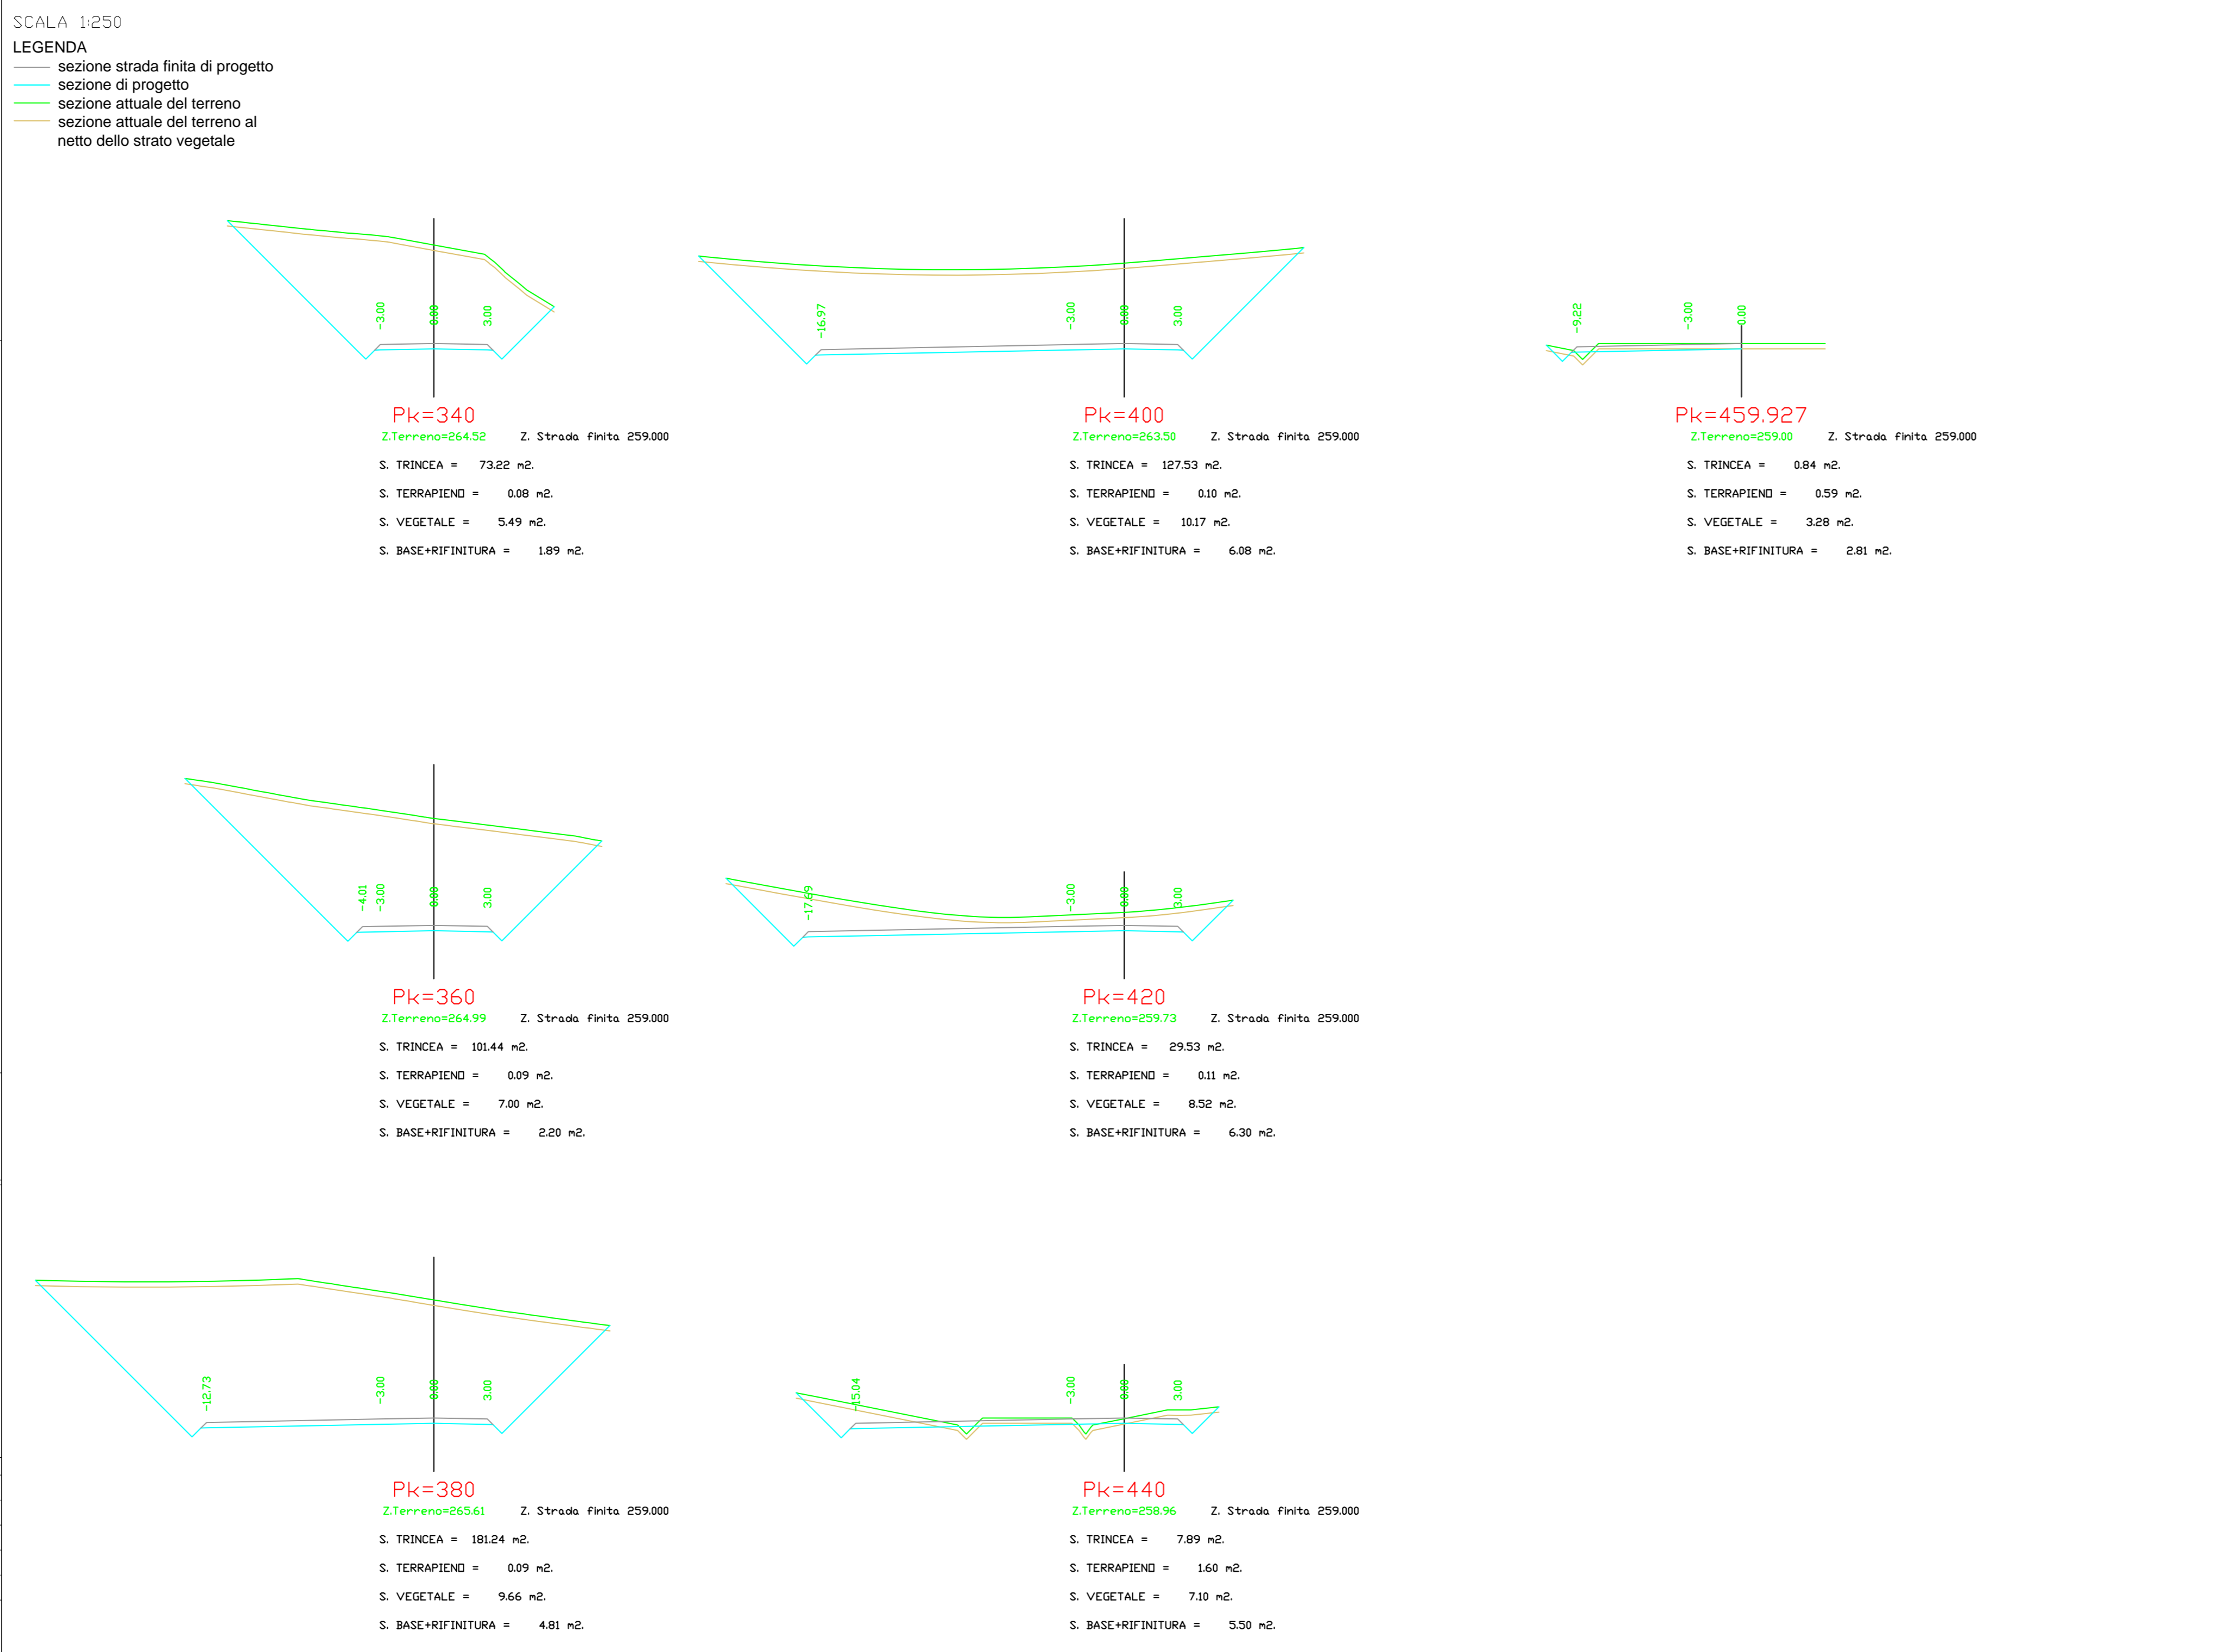 SCALA 1:250
LEGENDA
sezione strada finita di progetto
sezione di progetto
sezione attuale del terreno
sezione attuale del terreno al
netto dello strato vegetale
-3.00
0.00
3.00
Pk=340
Z.Terreno=264.52 Z. Strada finita 259.000
S. TRINCEA = 73.22 m2.
S. TERRAPIENO = 0.08 m2.
S. VEGETALE = 5.49 m2.
S. BASE+RIFINITURA = 1.89 m2.
-16.97
-3.00
0.00
3.00
Pk=400
Z.Terreno=263.50 Z. Strada finita 259.000
S. TRINCEA = 127.53 m2.
S. TERRAPIENO = 0.10 m2.
S. VEGETALE = 10.17 m2.
S. BASE+RIFINITURA = 6.08 m2.
-9.22
-3.00
0.00
Pk=459.927
Z.Terreno=259.00 Z. Strada finita 259.000
S. TRINCEA = 0.84 m2.
S. TERRAPIENO = 0.59 m2.
S. VEGETALE = 3.28 m2.
S. BASE+RIFINITURA = 2.81 m2.
-4.01
-3.00
0.00
3.00
Pk=360
Z.Terreno=264.99 Z. Strada finita 259.000
S. TRINCEA = 101.44 m2.
S. TERRAPIENO = 0.09 m2.
S. VEGETALE = 7.00 m2.
S. BASE+RIFINITURA = 2.20 m2.
-17.69
-3.00
0.00
3.00
Pk=420
Z.Terreno=259.73 Z. Strada finita 259.000
S. TRINCEA = 29.53 m2.
S. TERRAPIENO = 0.11 m2.
S. VEGETALE = 8.52 m2.
S. BASE+RIFINITURA = 6.30 m2.
-12.73
-3.00
0.00
3.00
Pk=380
Z.Terreno=265.61 Z. Strada finita 259.000
S. TRINCEA = 181.24 m2.
S. TERRAPIENO = 0.09 m2.
S. VEGETALE = 9.66 m2.
S. BASE+RIFINITURA = 4.81 m2.
-15.04
-3.00
0.00
3.00
Pk=440
Z.Terreno=258.96 Z. Strada finita 259.000
S. TRINCEA = 7.89 m2.
S. TERRAPIENO = 1.60 m2.
S. VEGETALE = 7.10 m2.
S. BASE+RIFINITURA = 5.50 m2.